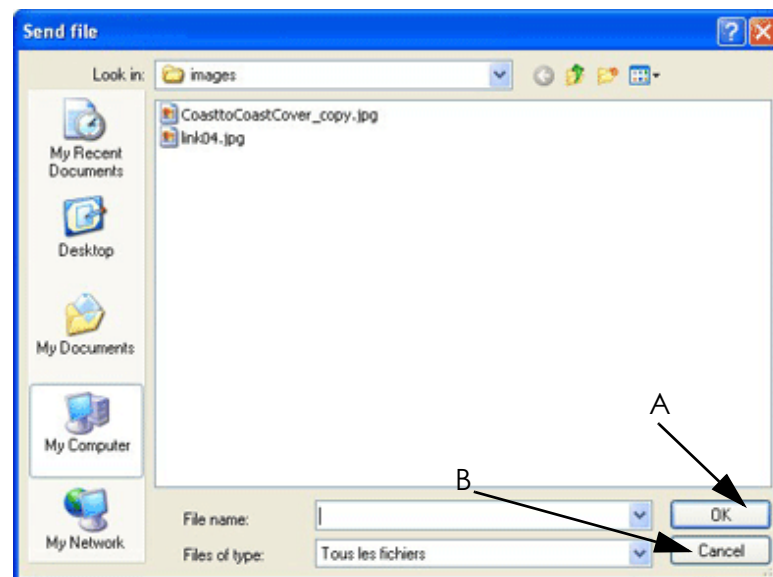 Send file
Look in: images
CoasttoCoastCover_copy.jpg
link04.jpg
My Recent
Documents
Desktop
My Documents
My Computer
My Network
A
B
File name:
OK
Files of type: Tous les fichiers
Cancel